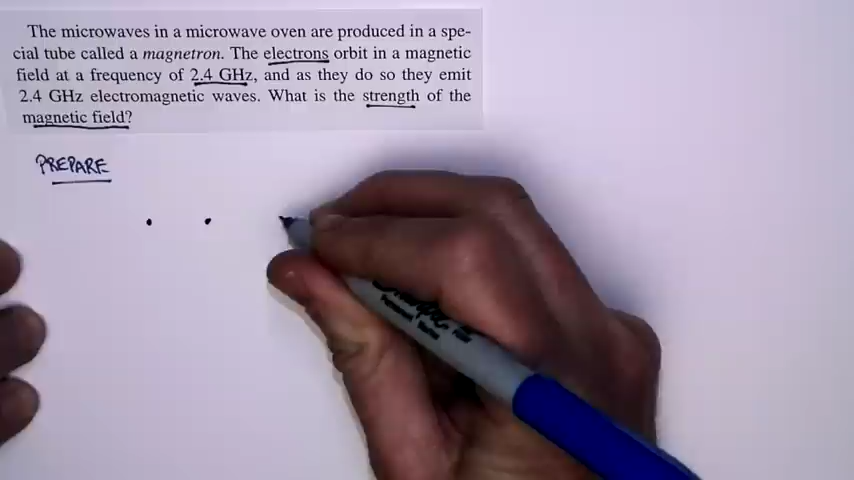 The microwaves in a microwave oven are produced in a spe-
cial tube called a magnetron. The electrons orbit in a magnetic
field at a frequency of 2.4 GHz, and as they do so they emit
2.4 GHz electromagnetic waves. What is the strength of the
magnetic field?
PREPARE